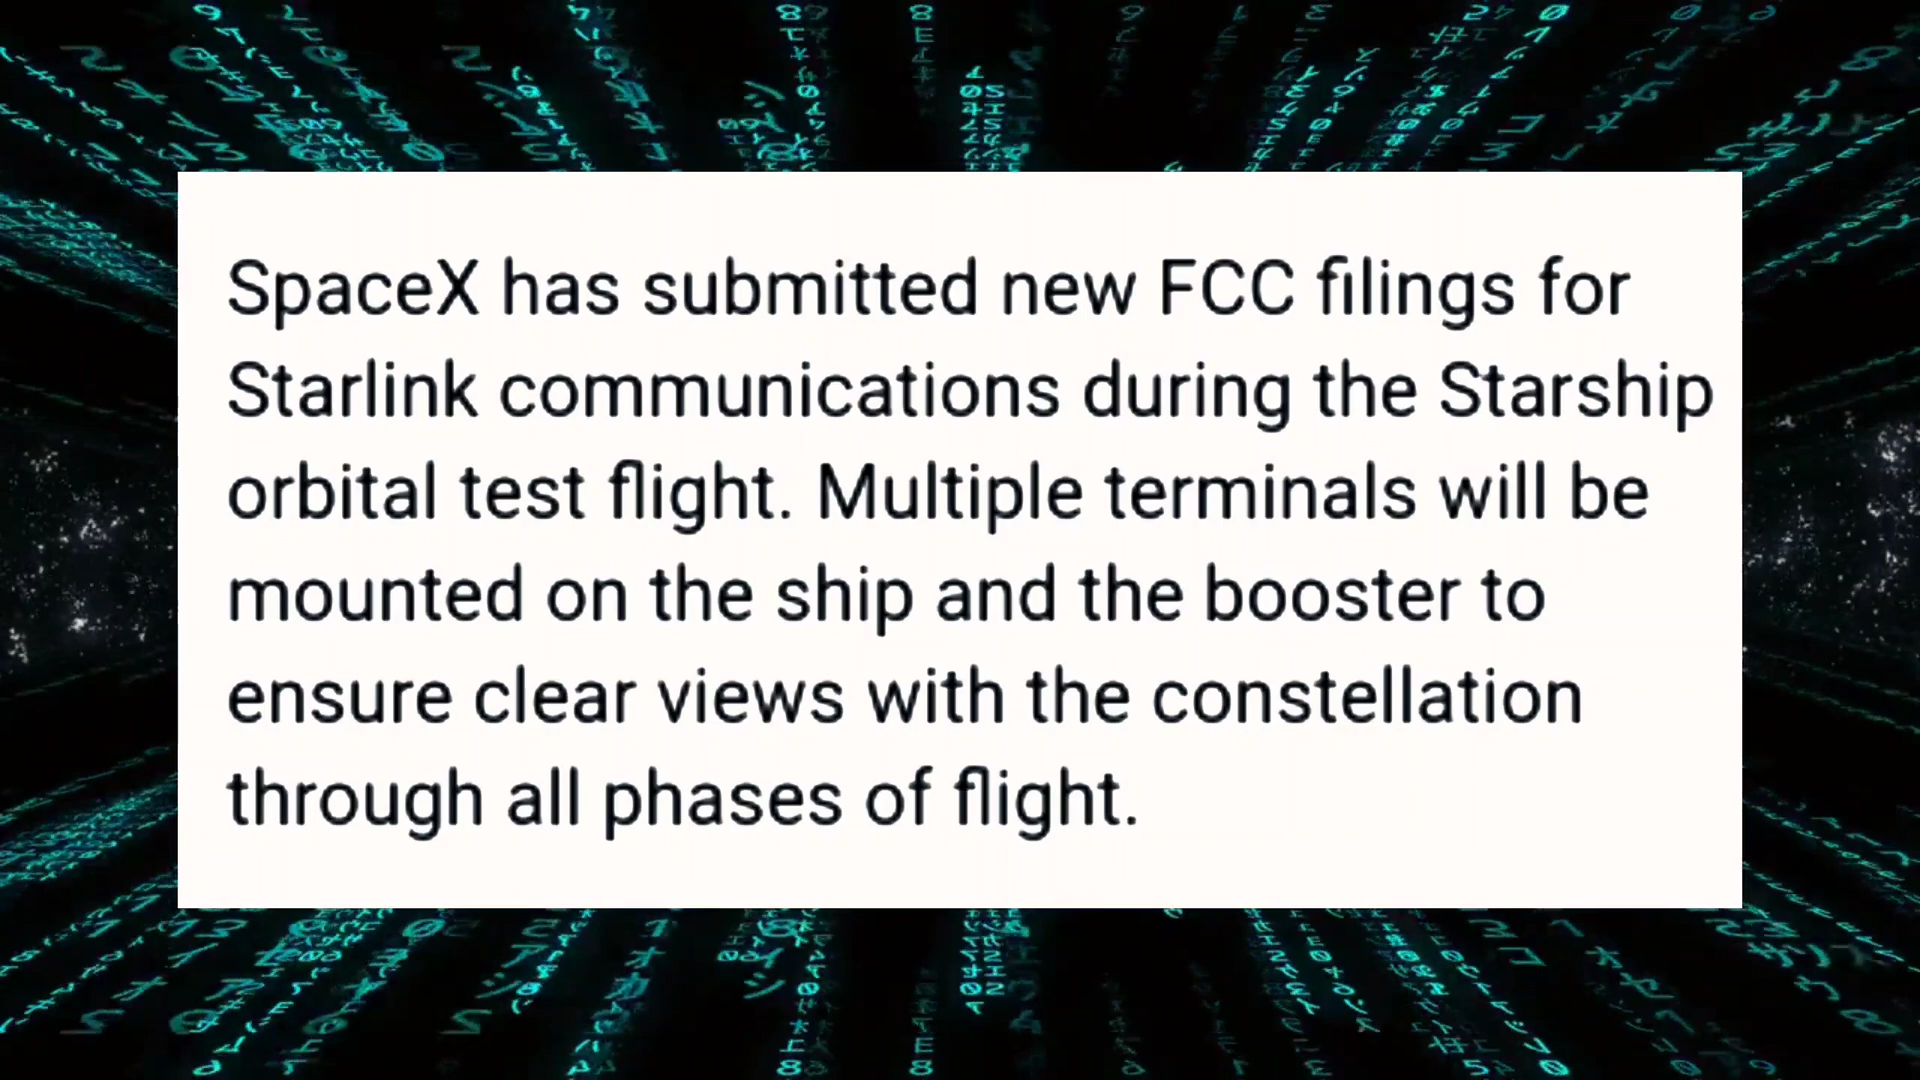 SpaceX has submitted new FCC filings for
Starlink communications during the Starship
orbital test flight. Multiple terminals will be
mounted on the ship and the booster to
ensure clear views with the constellation
through all phases of flight.